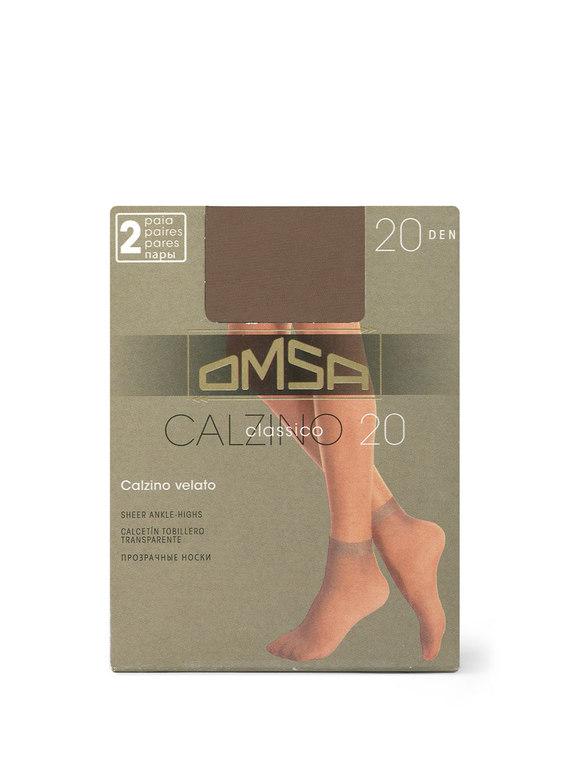 2
paia
paires
pares
пары
20 DEN
OMSA
CALZINO 20
classico
Calzino velato
SHEER ANKLE-HIGHS
CALCETÍN TOBILLERO
TRANSPARENTE
ПРОЗРАЧНЫЕ НОСКИ